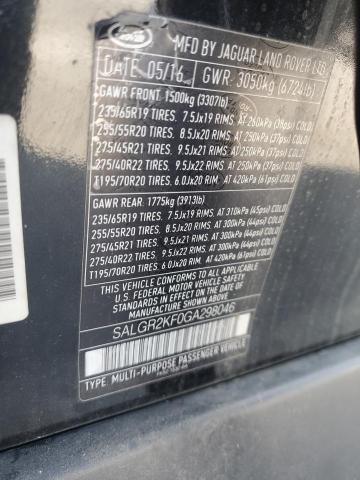 MFD. BY JAGUAR LAND ROVER LTD
DATE 05/16 GWR. 3050kg (6724lb)
GAWR FRONT 1500kg (3307lb)
235/65R19 TIRES. 7.5Jx19 RIMS. AT 260kPa (38psi) COLD
255/55R20 TIRES. 8.5Jx20 RIMS. AT 250kPa (37psi) COLD
275/45R21 TIRES. 9.5Jx21 RIMS. AT 250kPa (37psi) COLD
275/40R22 TIRES. 9.5Jx22 RIMS. AT 250kPa (37psi) COLD
T195/70R20 TIRES. 6.0Jx20 RIM. AT 420kPa (61psi) COLD
GAWR REAR. 1775kg (3913lb)
235/65R19 TIRES. 7.5Jx19 RIMS. AT 310kPa (45psi) COLD
255/55R20 TIRES. 8.5Jx20 RIMS. AT 300kPa (44psi) COLD
275/45R21 TIRES. 9.5Jx21 RIMS. AT 300kPa (44psi) COLD
275/40R22 TIRES. 9.5Jx22 RIMS. AT 300kPa (44psi) COLD
T195/70R20 TIRES. 6.0Jx20 RIM. AT 420kPa (61psi) COLD
THIS VEHICLE CONFORMS TO ALL APPLICABLE
U.S. FEDERAL MOTOR VEHICLE SAFETY STANDARDS
IN EFFECT ON THE DATE OF MANUFACTURE SHOWN ABOVE
SALGR2KF0GA298046
TYPE: MULTI-PURPOSE PASSENGER VEHICLE